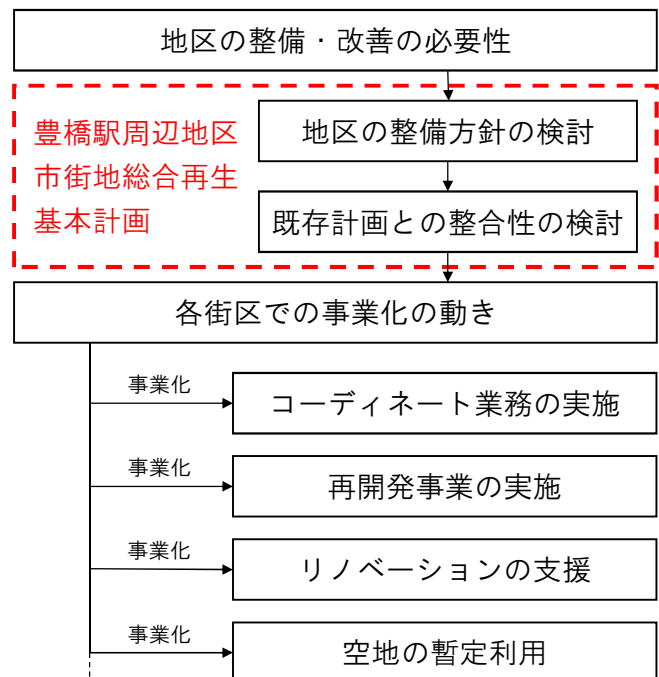 地区の整備・改善の必要性
豊橋駅周辺地区
市街地総合再生
基本計画
地区の整備方針の検討
既存計画との整合性の検討
各街区での事業化の動き
事業化
コーディネート業務の実施
事業化
再開発事業の実施
事業化
リノベーションの支援
事業化
空地の暫定利用